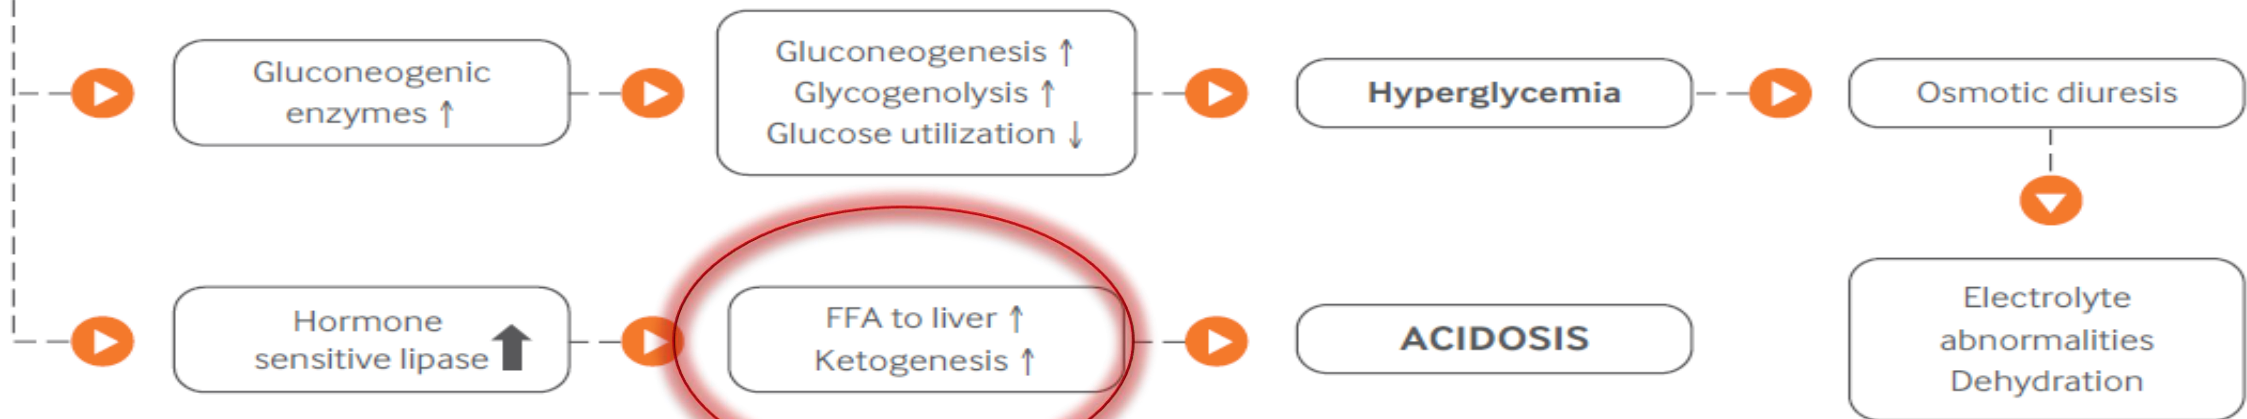 Gluconeogenic
enzymes ↑
Gluconeogenesis ↑
Glycogenolysis ↑
Glucose utilization ↓
Hyperglycemia
Osmotic diuresis
Hormone
sensitive lipase
FFA to liver ↑
Ketogenesis ↑
ACIDOSIS
Electrolyte
abnormalities
Dehydration